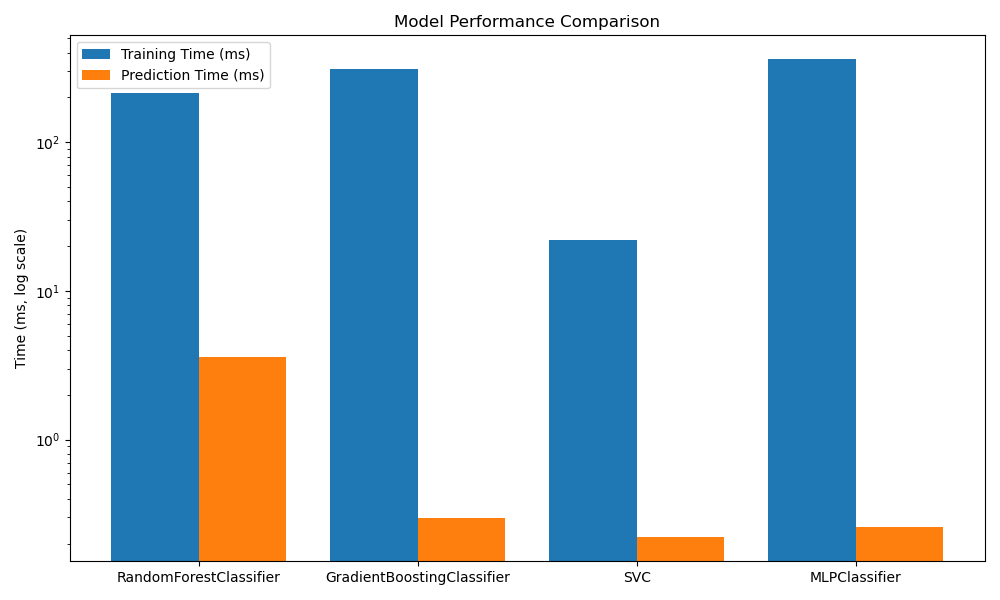 Model Performance Comparison
Training Time (ms)
Prediction Time (ms)
Time (ms, log scale)
10²
10¹
10⁰
RandomForestClassifier
GradientBoostingClassifier
SVC
MLPClassifier